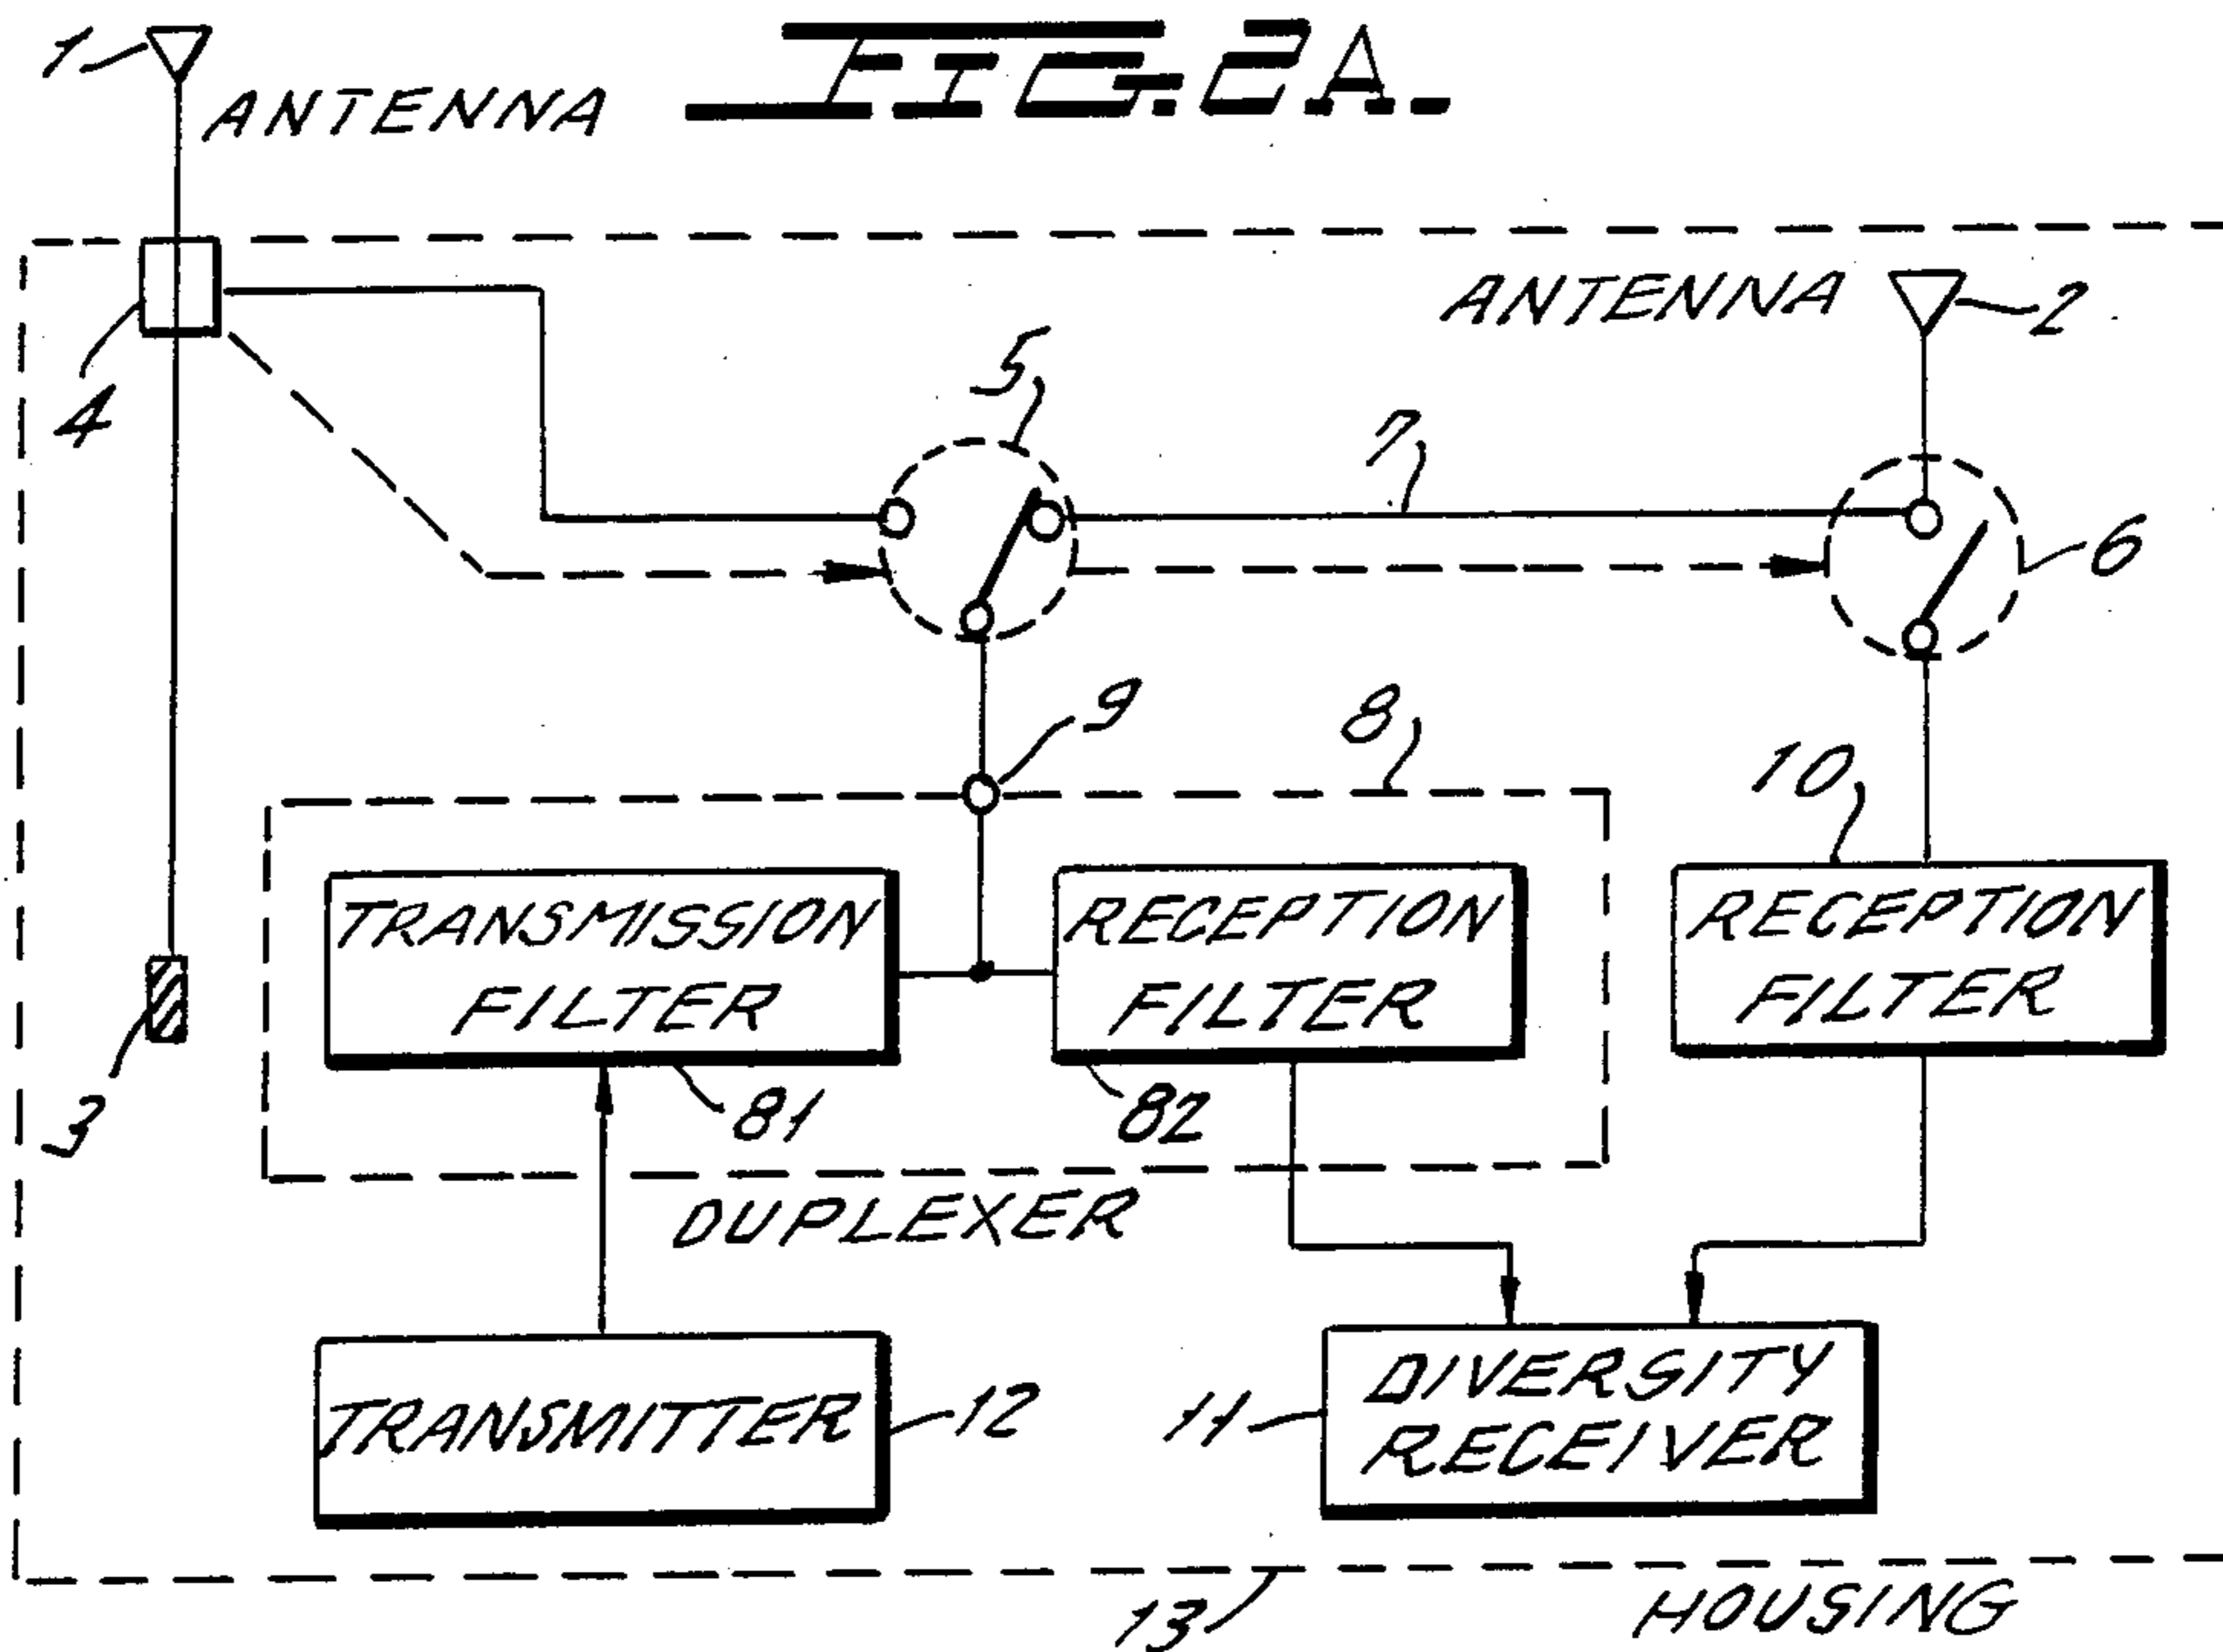 FIG. 2A.
1
ANTENNA
ANTENNA
2
4
5
7
6
9
8
10
TRANSMISSION
FILTER
RECEPTION
FILTER
RECEPTION
FILTER
3
81
82
DUPLEXER
TRANSMITTER
12
11
DIVERSITY
RECEIVER
13
HOUSING